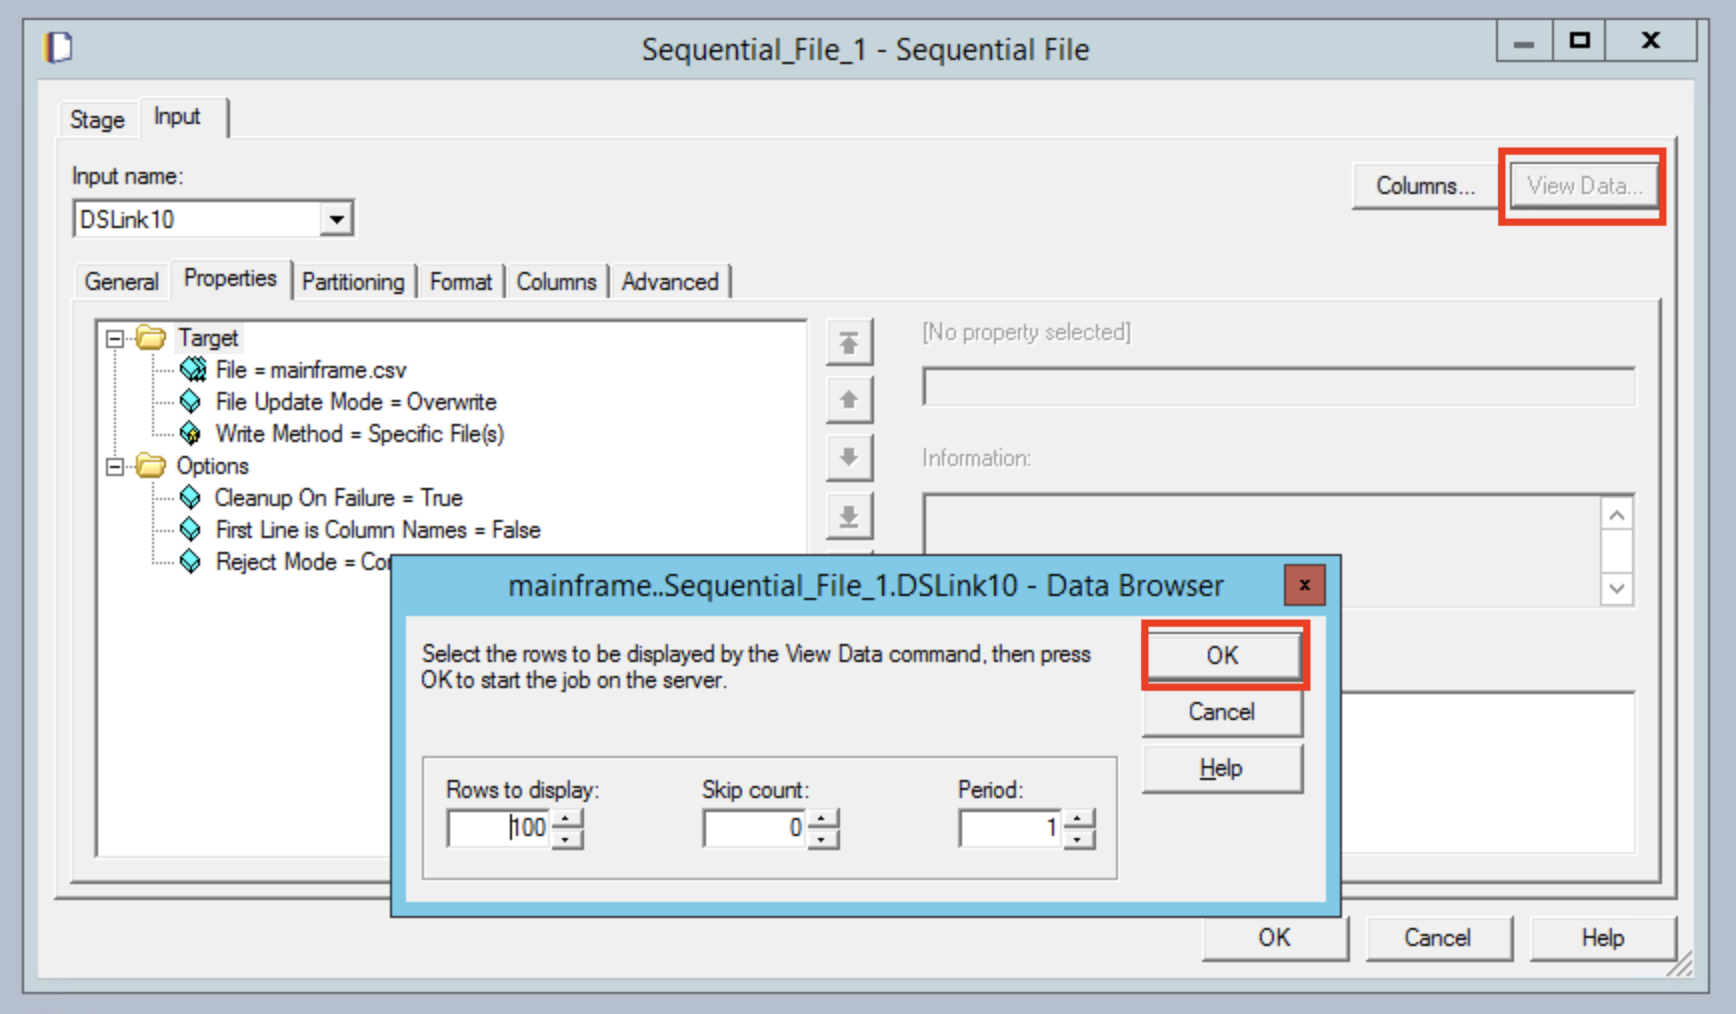 Sequential_File_1 - Sequential File
Stage
Input
Input name:
Columns...
View Data...
DSLink10
General
Properties
Partitioning
Format
Columns
Advanced
Target
File = mainframe.csv
File Update Mode = Overwrite
Write Method = Specific File(s)
Options
Cleanup On Failure = True
First Line is Column Names = False
Reject Mode = Co
[No property selected]
Information:
mainframe..Sequential_File_1.DSLink10 - Data Browser
x
Select the rows to be displayed by the View Data command, then press
OK to start the job on the server.
OK
Cancel
Help
Rows to display:
Skip count:
Period:
100
0
1
OK
Cancel
Help